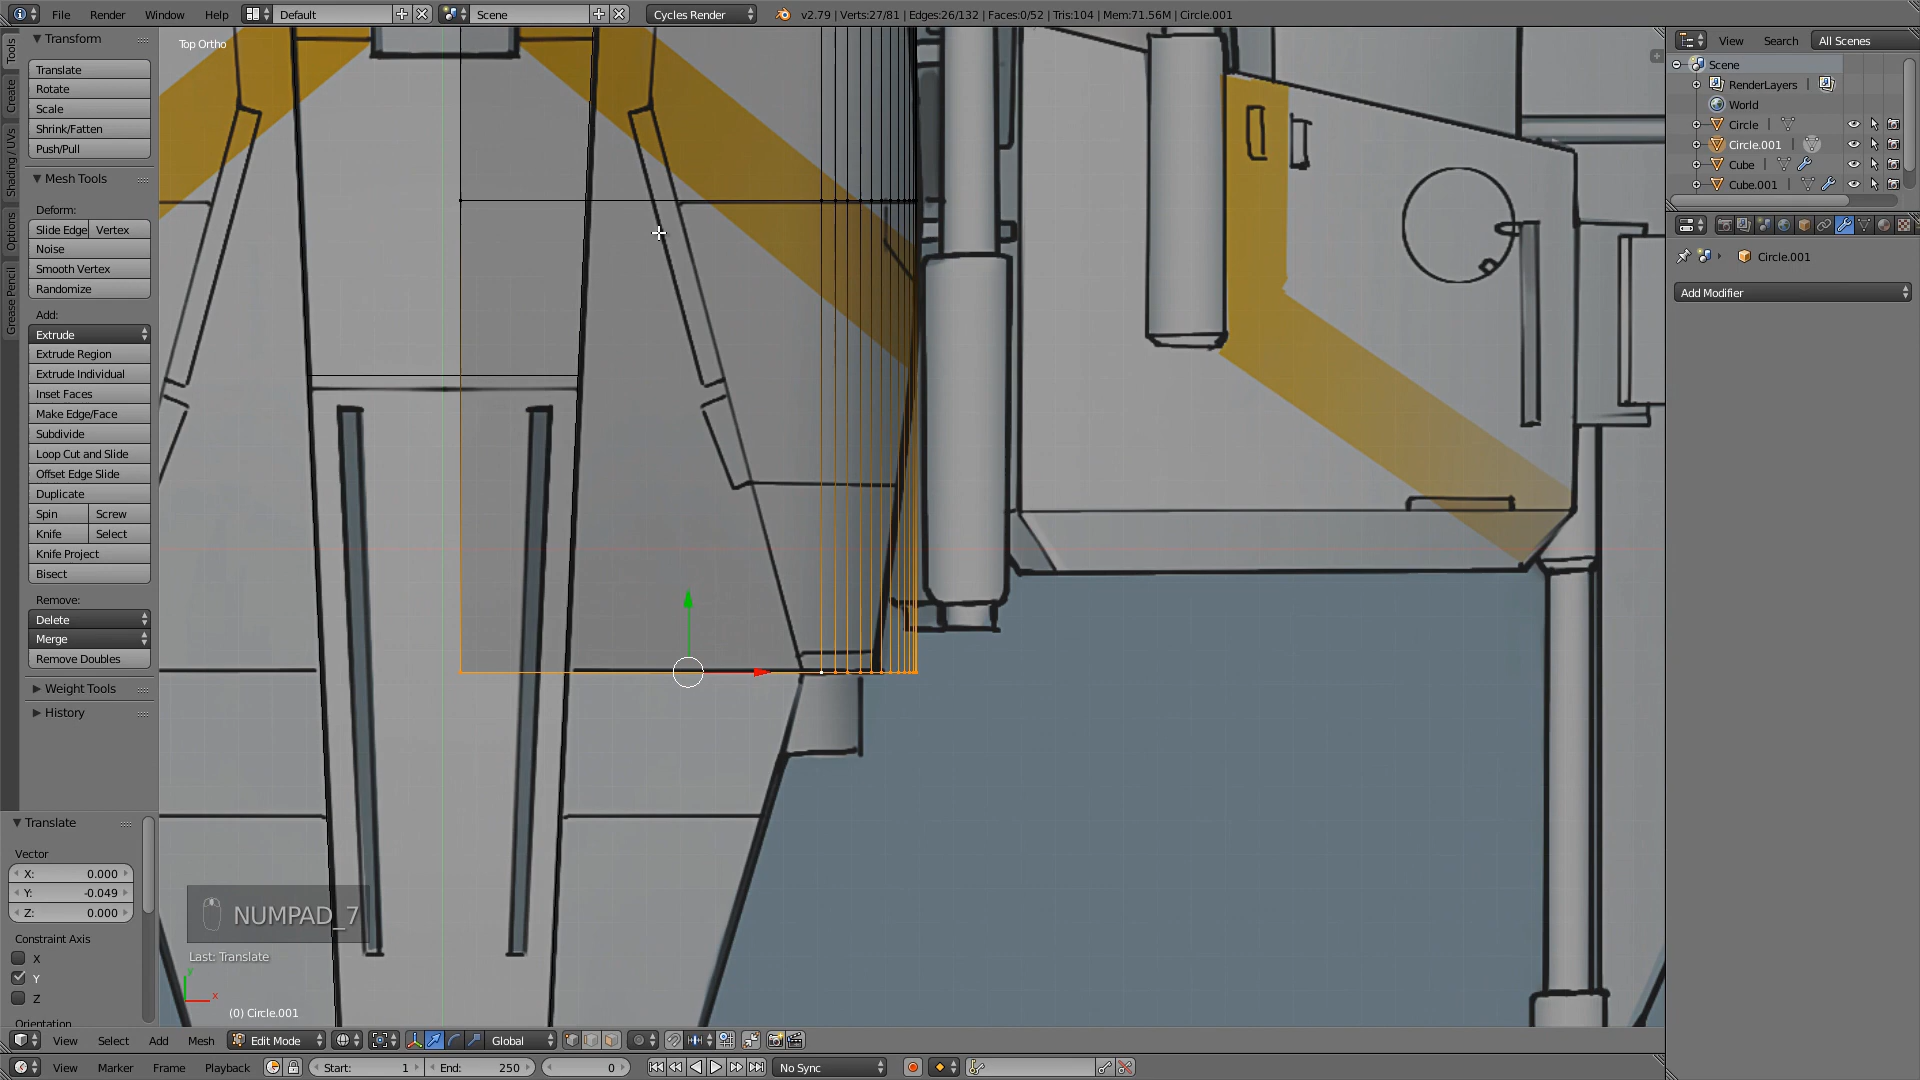 File Render Window Help Default Scene Cycles Render v2.79 | Verts:27/81 | Edges:26/132 | Faces:0/52 | Tris:104 | Mem:71.56M | Circle.001
Tools
Create
Shading / UVs
Options
Grease Pencil
Transform
Translate
Rotate
Scale
Shrink/Fatten
Push/Pull
Mesh Tools
Deform:
Slide Edge Vertex
Noise
Smooth Vertex
Randomize
Add:
Extrude
Extrude Region
Extrude Individual
Inset Faces
Make Edge/Face
Subdivide
Loop Cut and Slide
Offset Edge Slide
Duplicate
Spin Screw
Knife Select
Knife Project
Bisect
Remove:
Delete
Merge
Remove Doubles
Weight Tools
History
Translate
Vector
X: 0.000
Y: -0.049
Z: 0.000
Constraint Axis
X
Y
Z
Orientation
Top Ortho
NUMPAD_7
Last: Translate
y
x
(0) Circle.001
View Search All Scenes
Scene
RenderLayers
World
Circle
Circle.001
Cube
Cube.001
Circle.001
Add Modifier
View Select Add Mesh Edit Mode Global
View Marker Frame Playback Start: 1 End: 250 0 No Sync